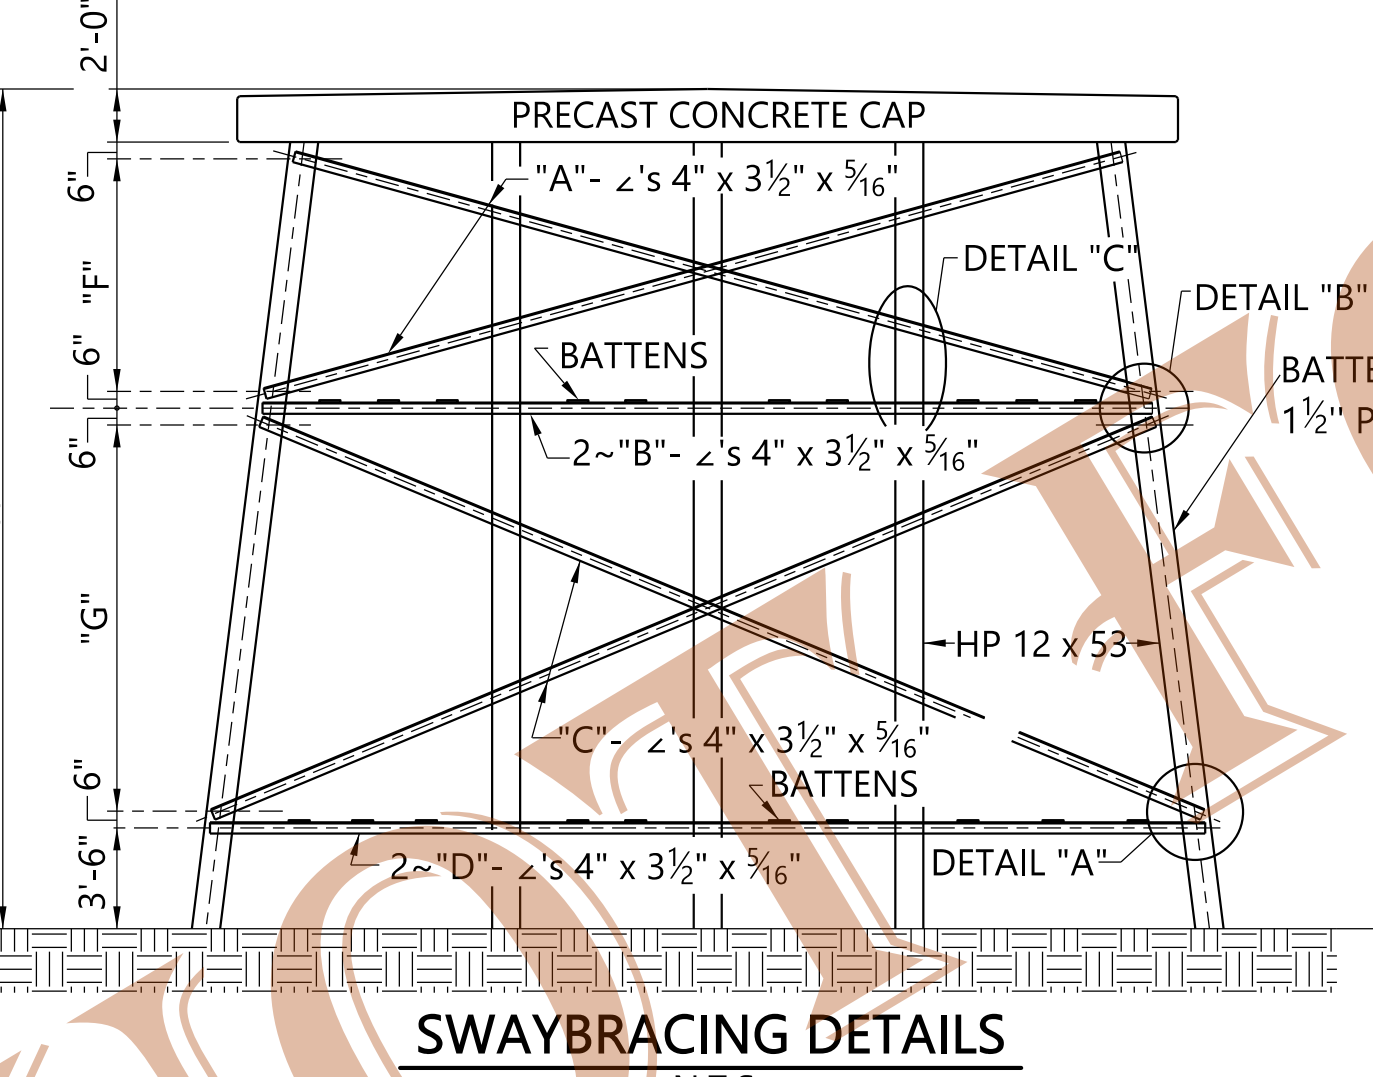 2'-0"
PRECAST CONCRETE CAP
6"
"A"- ∠'s 4" x 3½" x 5/16"
"F"
DETAIL "C"
DETAIL "B"
6"
BATTENS
1½" P
6"
2~"B"- ∠'s 4" x 3½" x 5/16"
"G"
HP 12 x 53
"C"- ∠'s 4" x 3½" x 5/16"
6"
BATTENS
3'-6"
2~"D"- ∠'s 4" x 3½" x 5/16"
DETAIL "A"
SWAYBRACING DETAILS